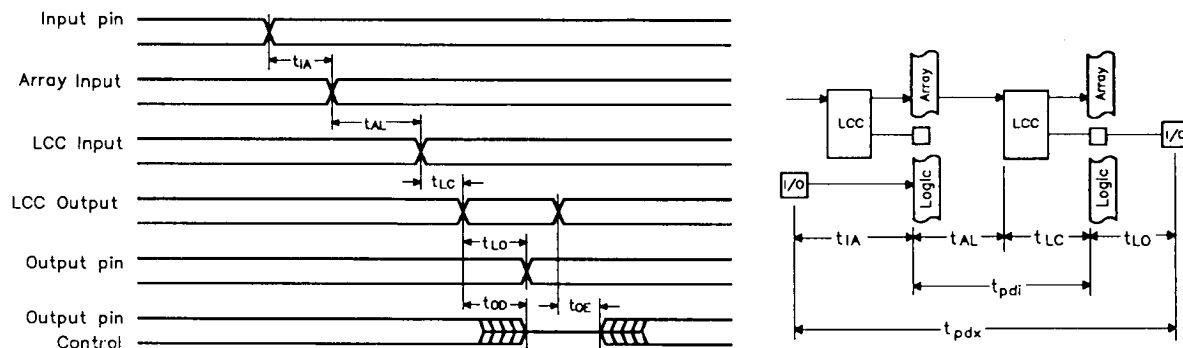 Input pin
tIA
Array Input
tAL
LCC Input
tLC
LCC Output
tLO
Output pin
tOD
tOE
Output pin
Control
Array
Array
LCC
LCC
I/O
I/O
Logic
Logic
tIA
tAL
tLC
tLO
tpdi
tpdx